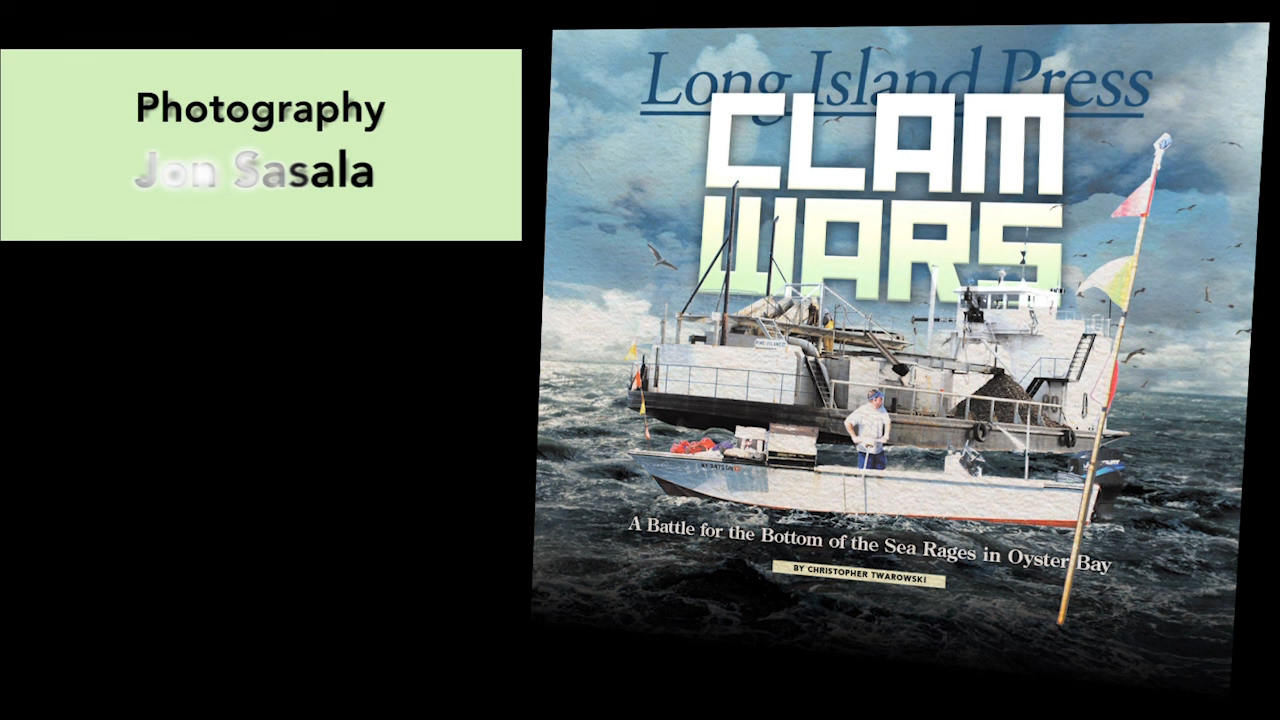 Photography
Jon Sasala
Long Island Press
CLAM
WARS
A Battle for the Bottom of the Sea Rages in Oyster Bay
BY CHRISTOPHER TWAROWSKI